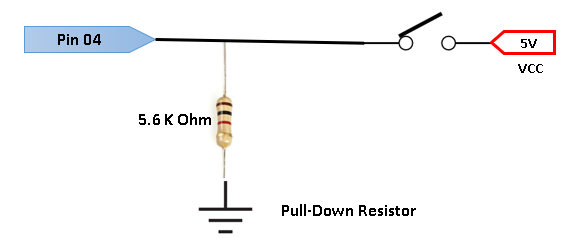 Pin 04
5V
VCC
5.6 K Ohm
Pull-Down Resistor